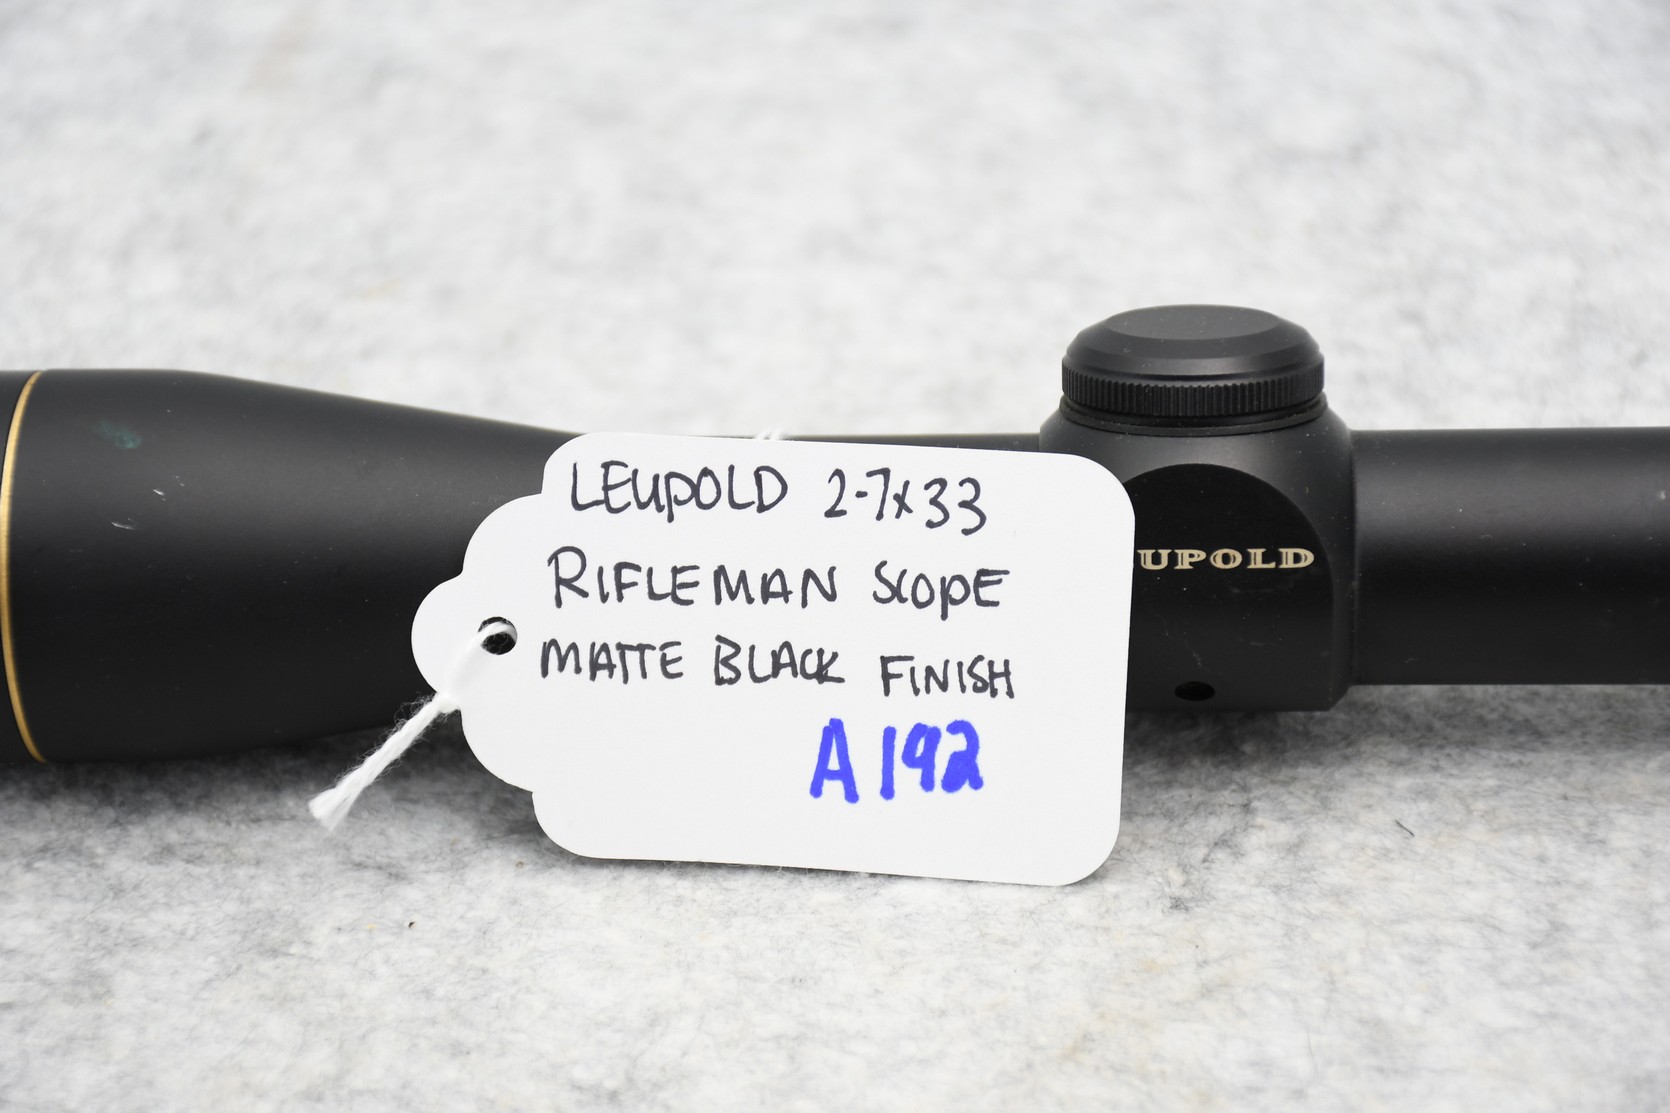 LEUPOLD 2-7x33
RIFLEMAN SCOPE
MATTE BLACK FINISH
A192
UPOLD